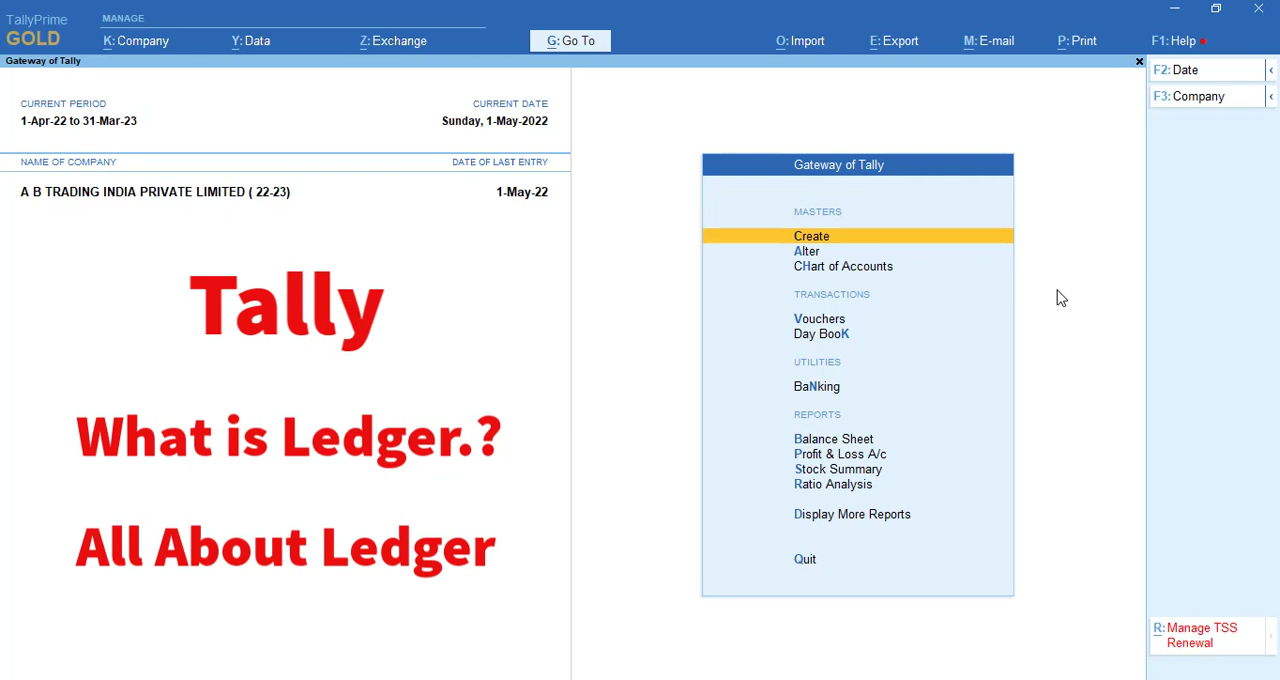 TallyPrime
GOLD
MANAGE
K: Company
Y: Data
Z: Exchange
G: Go To
O: Import
E: Export
M: E-mail
P: Print
F1: Help
Gateway of Tally
F2: Date
F3: Company
CURRENT PERIOD
CURRENT DATE
1-Apr-22 to 31-Mar-23
Sunday, 1-May-2022
NAME OF COMPANY
DATE OF LAST ENTRY
A B TRADING INDIA PRIVATE LIMITED ( 22-23)
1-May-22
Tally
What is Ledger.?
All About Ledger
Gateway of Tally
MASTERS
Create
Alter
CHart of Accounts
TRANSACTIONS
Vouchers
Day BooK
UTILITIES
BaNking
REPORTS
Balance Sheet
Profit & Loss A/c
Stock Summary
Ratio Analysis
Display More Reports
Quit
R: Manage TSS
Renewal